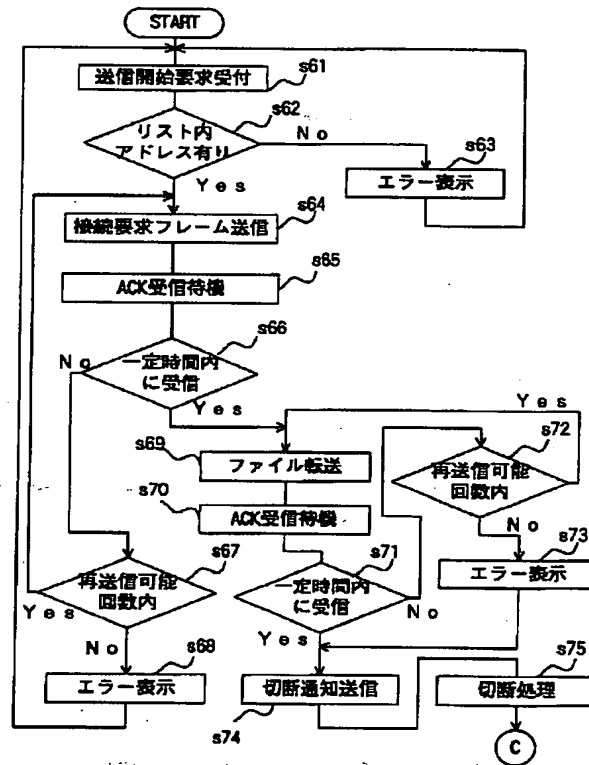 START
s61
送信開始要求受付
s62
リスト内
アドレス有り
No
s63
エラー表示
Yes
s64
接続要求フレーム送信
s65
ACK受信待機
s66
一定時間内
に受信
No
Yes
Yes
s69
ファイル転送
s72
再送信可能
回数内
s70
ACK受信待機
No
s73
エラー表示
s71
一定時間内
に受信
No
s67
再送信可能
回数内
Yes
Yes
No
s68
エラー表示
切断通知送信
s74
s75
切断処理
C